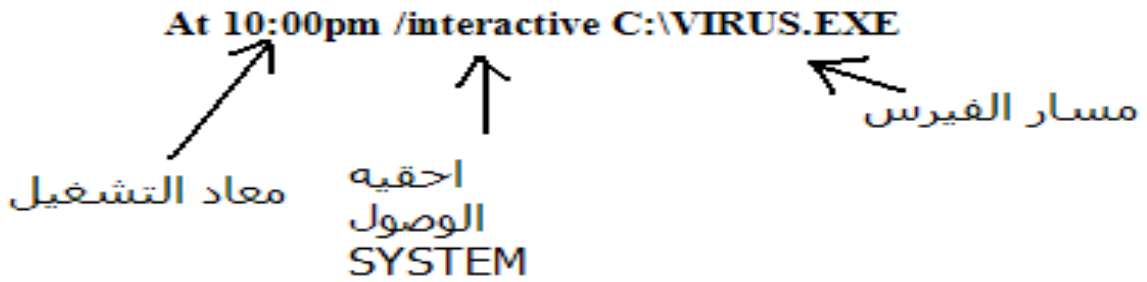 At 10:00pm /interactive C:\VIRUS.EXE
مسار الفيرس
معاد التشغيل
احقيه
الوصول
SYSTEM